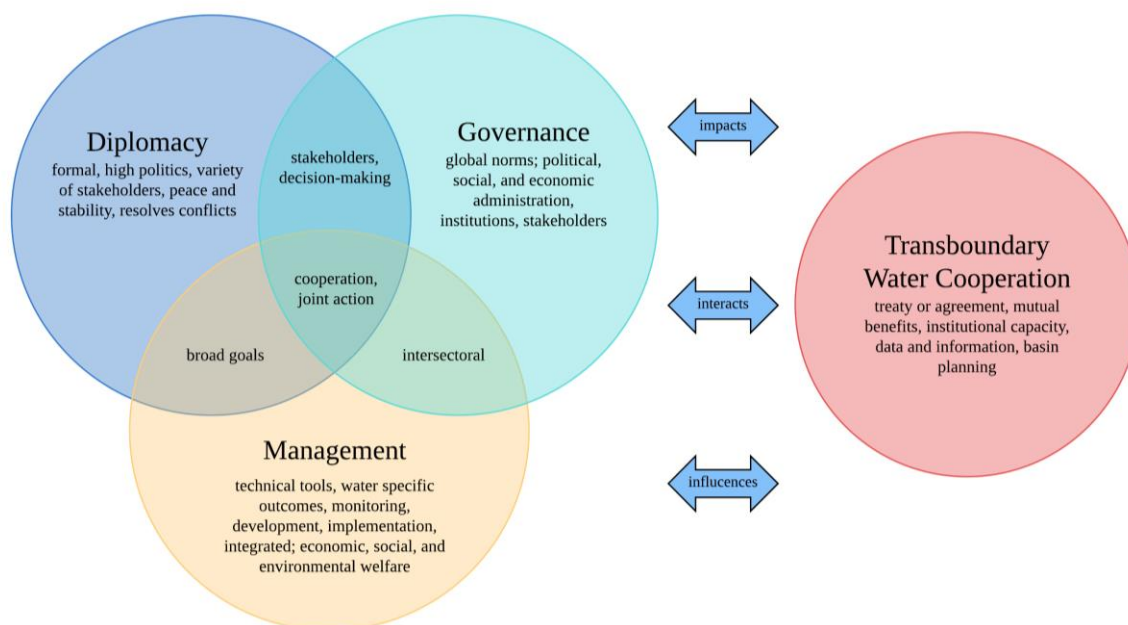 Diplomacy
formal, high politics, variety
of stakeholders, peace and
stability, resolves conflicts
stakeholders,
decision-making
Governance
global norms; political,
social, and economic
administration,
institutions, stakeholders
cooperation,
joint action
broad goals
intersectoral
Management
technical tools, water specific
outcomes, monitoring,
development, implementation,
integrated; economic, social, and
environmental welfare
impacts
interacts
influcences
Transboundary
Water Cooperation
treaty or agreement, mutual
benefits, institutional capacity,
data and information, basin
planning